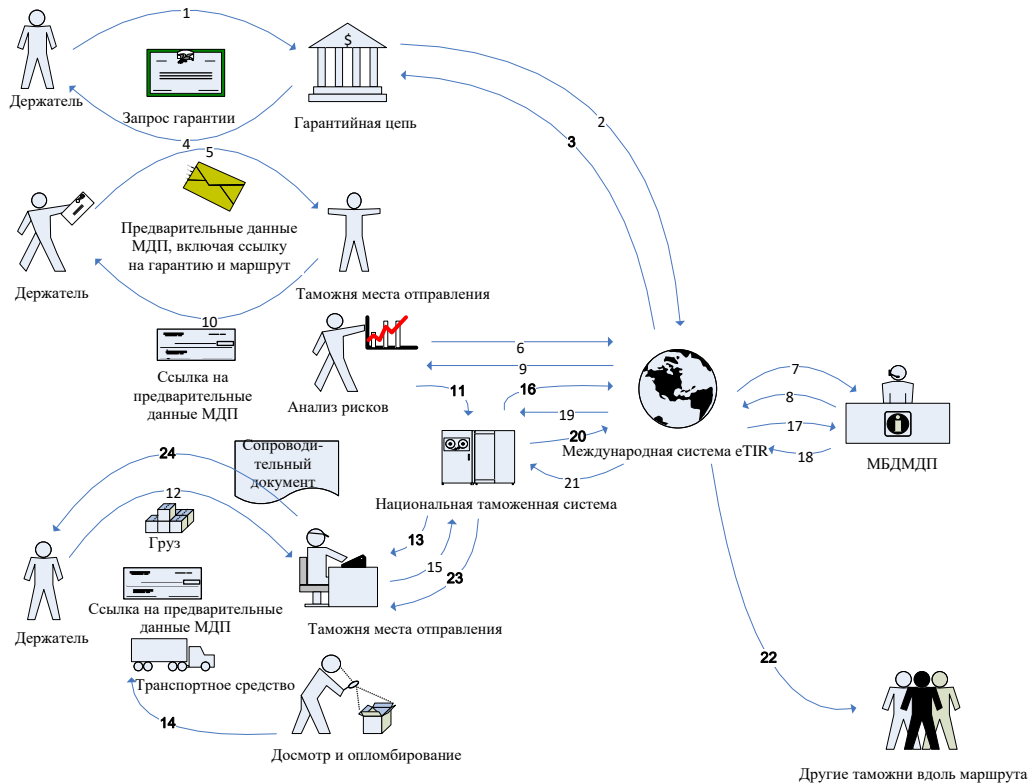 1
$
Держатель
Запрос гарантии
Гарантийная цепь
2
3
4
5
Предварительные данные
МДП, включая ссылку
на гарантию и маршрут
Держатель
Таможня места отправления
10
Ссылка на
предварительные
данные МДП
Анализ рисков
6
9
7
8
11
16
19
20
17
18
Международная система eTIR
МБДМДП
21
Национальная таможенная система
24
Сопроводи-
тельный
документ
12
Груз
13
15
23
Держатель
Ссылка на предварительные
данные МДП
Таможня места отправления
Транспортное средство
14
Досмотр и опломбирование
22
Другие таможни вдоль маршрута
i